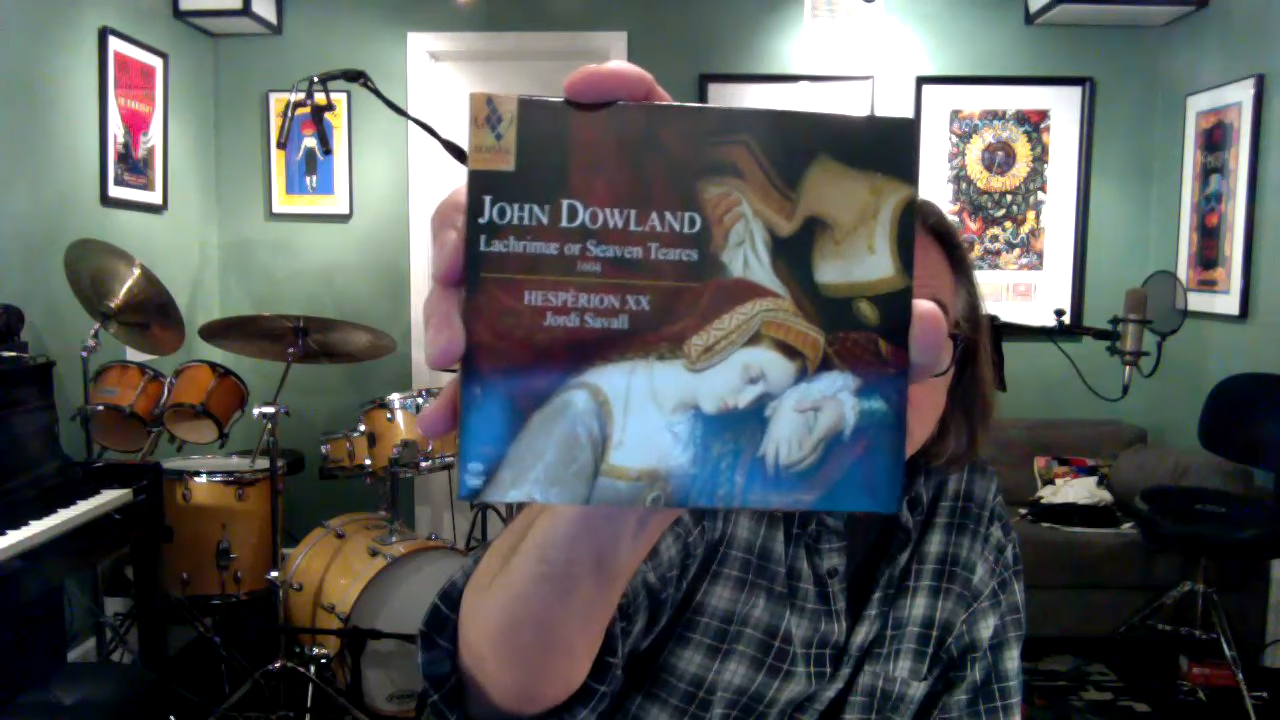 JOHN DOWLAND
Lachrimæ or Seaven Teares
1604
HESPÈRION XX
Jordi Savall